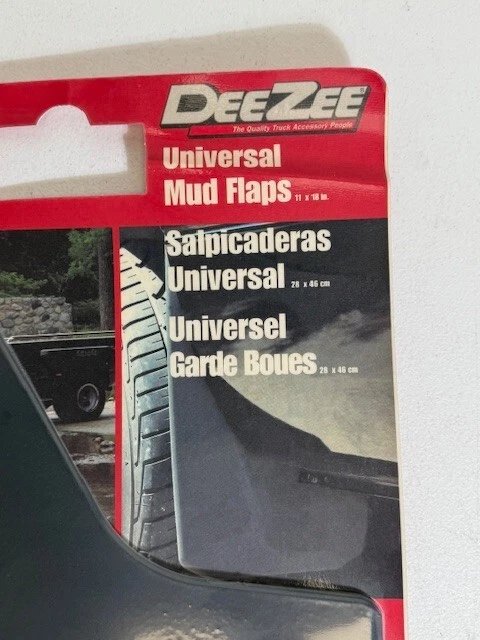 DEEZEE®
The Quality Truck Accessory People
Universal
Mud Flaps 11 x 18 in.
Salpicaderas
Universal 28 x 46 cm
Universel
Garde Boues 28 x 46 cm